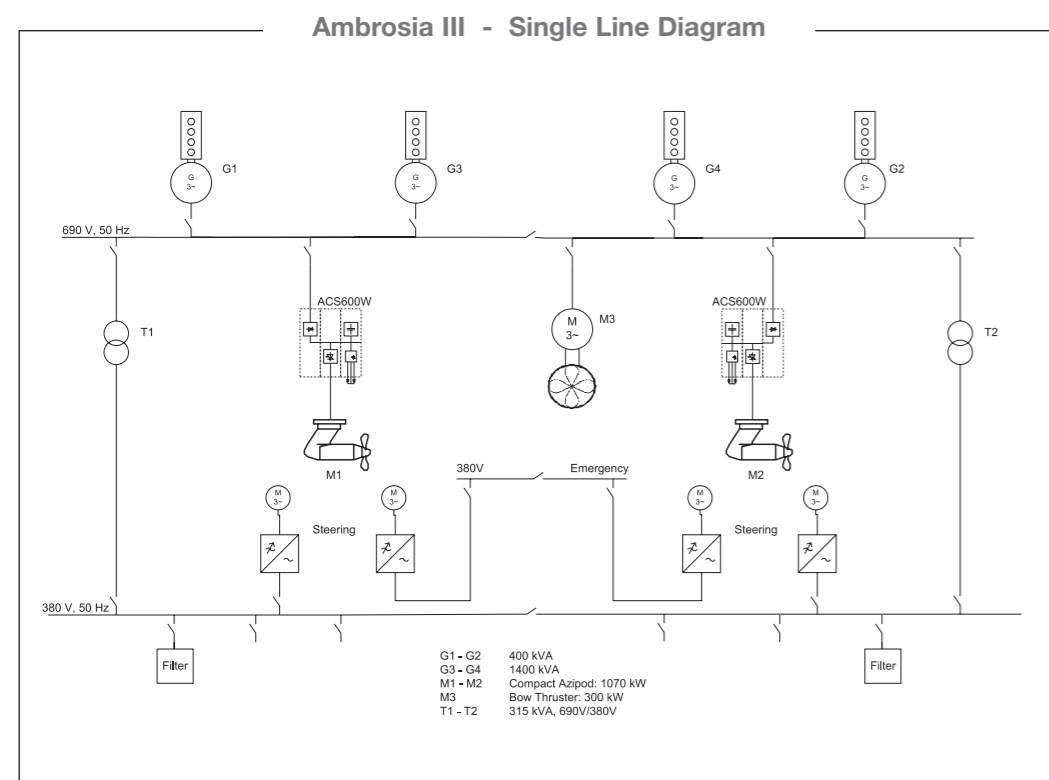 Ambrosia III - Single Line Diagram
G1
G3
G4
G2
G
3~
G
3~
G
3~
G
3~
690 V, 50 Hz
ACS600W
ACS600W
T1
M
3~
M3
T2
M1
M2
380V
Emergency
M
3~
M
3~
M
3~
M
3~
Steering
Steering
~
~
~
~
380 V, 50 Hz
Filter
Filter
G1 - G2 400 kVA
G3 - G4 1400 kVA
M1 - M2 Compact Azipod: 1070 kW
M3 Bow Thruster: 300 kW
T1 - T2 315 kVA, 690V/380V